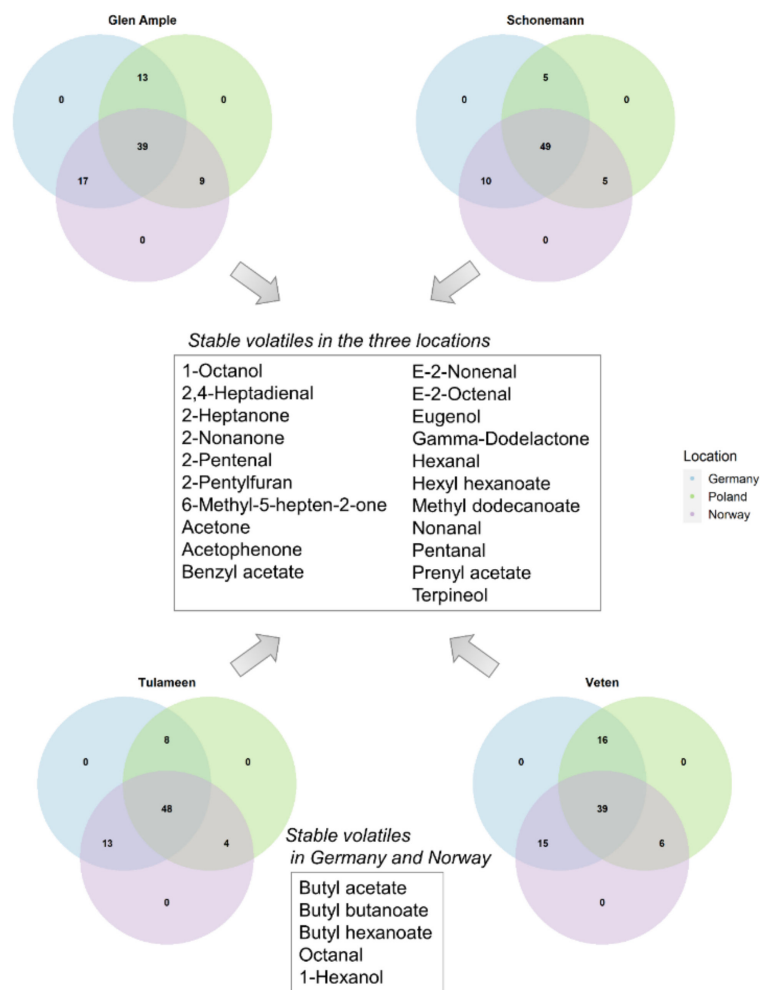 Glen Ample
13
0
0
39
17
9
0
Schonemann
5
0
0
49
10
5
0
Stable volatiles in the three locations
1-Octanol
2,4-Heptadienal
2-Heptanone
2-Nonanone
2-Pentenal
2-Pentylfuran
6-Methyl-5-hepten-2-one
Acetone
Acetophenone
Benzyl acetate
E-2-Nonenal
E-2-Octenal
Eugenol
Gamma-Dodelactone
Hexanal
Hexyl hexanoate
Methyl dodecanoate
Nonanal
Pentanal
Prenyl acetate
Terpineol
Location
Germany
Poland
Norway
Tulameen
8
0
0
48
13
4
0
Stable volatiles
in Germany and Norway
Butyl acetate
Butyl butanoate
Butyl hexanoate
Octanal
1-Hexanol
Veten
16
0
0
39
15
6
0